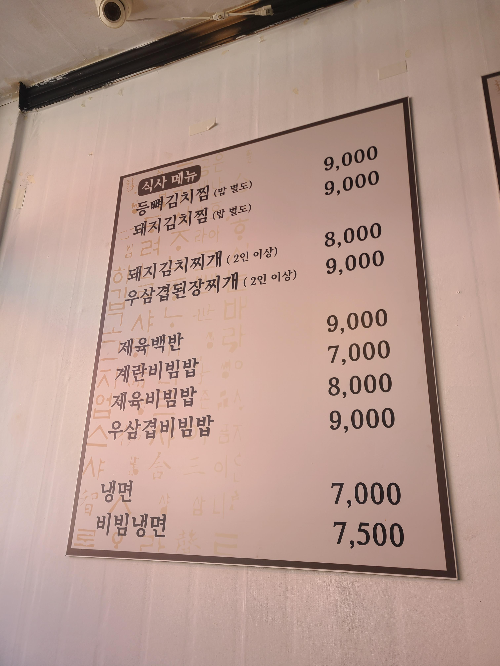 식사 메뉴
등뼈김치찜 (밥 별도) 9,000
돼지김치찜 (밥 별도) 9,000
돼지김치찌개 ( 2인 이상) 8,000
우삼겹된장찌개 ( 2인 이상) 9,000
제육백반 9,000
계란비빔밥 7,000
제육비빔밥 8,000
우삼겹비빔밥 9,000
냉면 7,000
비빔냉면 7,500